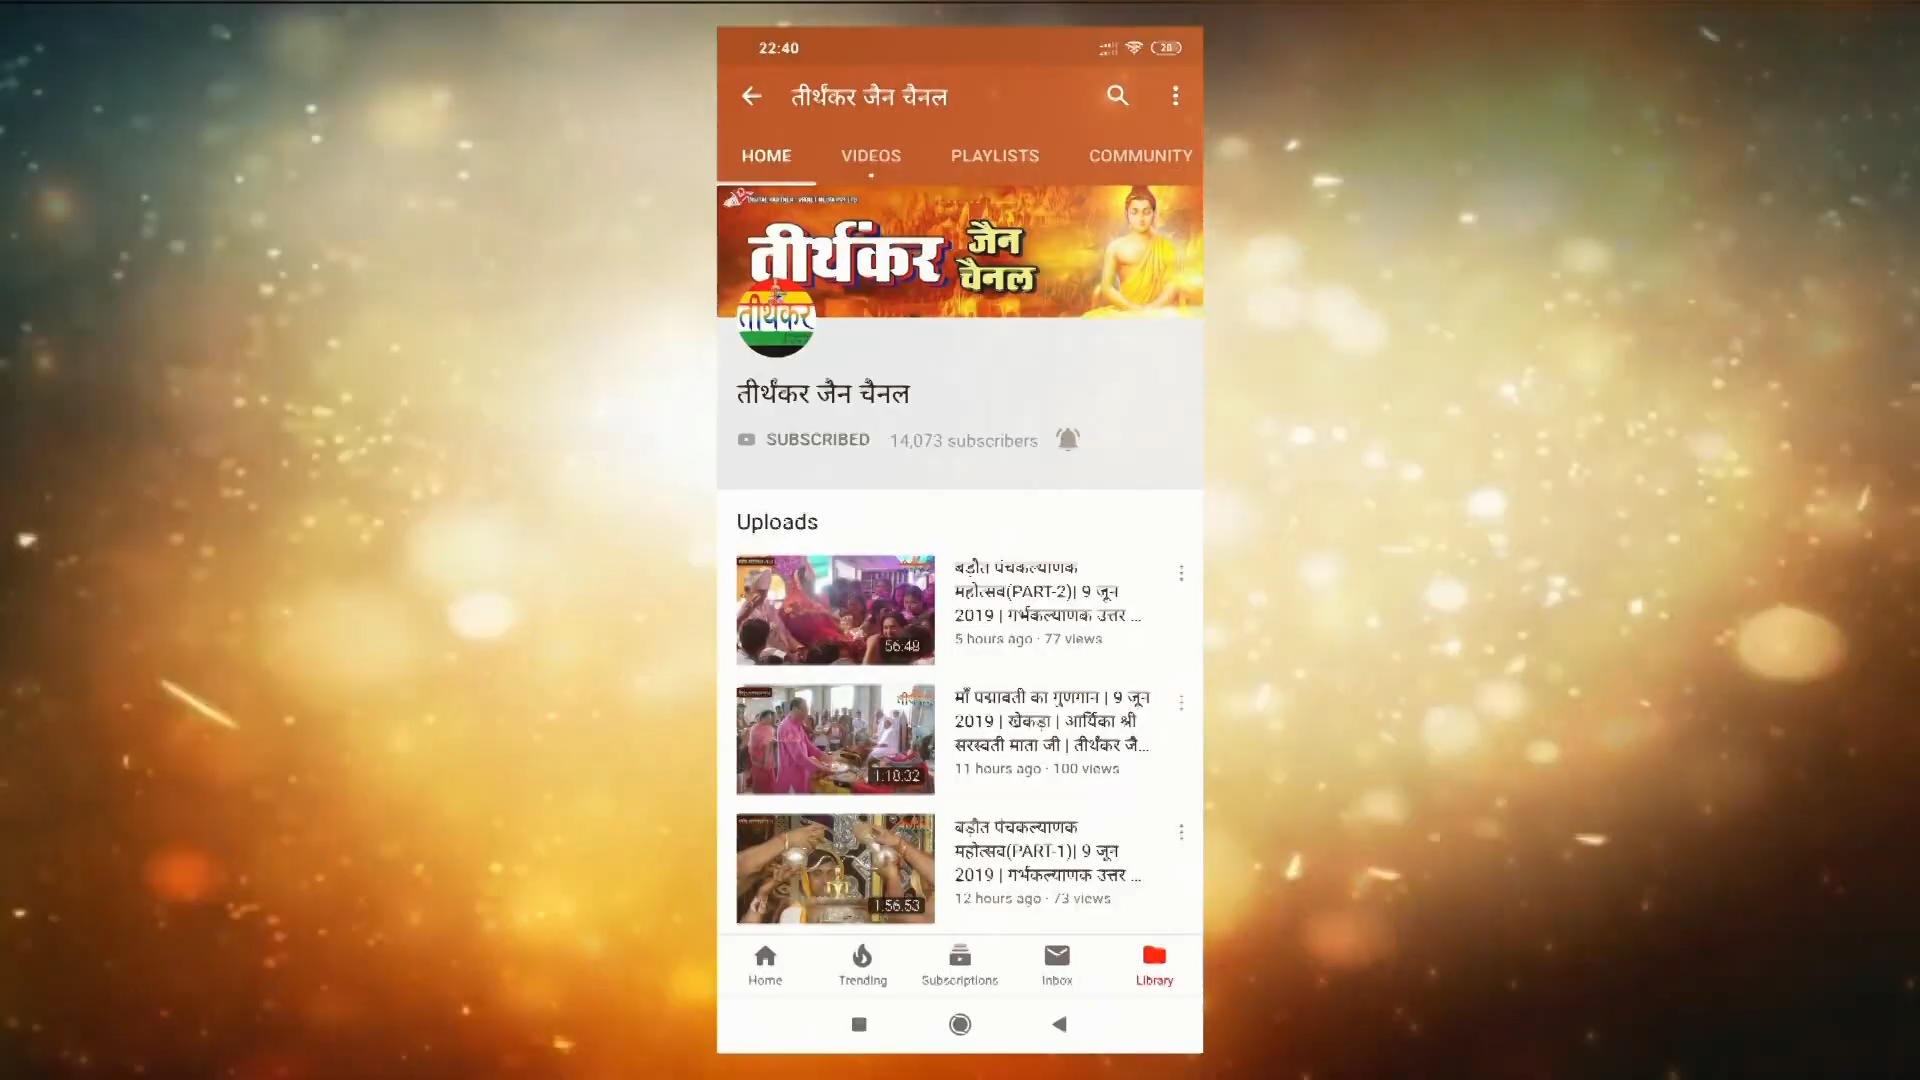 22:40
20
तीर्थंकर जैन चैनल
HOME
VIDEOS
PLAYLISTS
COMMUNITY
तीर्थंकर जैन चैनल
तीर्थंकर
तीर्थंकर जैन चैनल
SUBSCRIBED 14,073 subscribers
Uploads
बड़ौत पंचकल्याणक
महोत्सव(PART-2)| 9 जून
2019 | गर्भकल्याणक उत्तर ...
5 hours ago · 77 views
56:48
माँ पद्मावती का गुणगान | 9 जून
2019 | खेकड़ा | आर्यिका श्री
सरस्वती माता जी | तीर्थंकर जै...
11 hours ago · 100 views
1:18:32
बड़ौत पंचकल्याणक
महोत्सव(PART-1)| 9 जून
2019 | गर्भकल्याणक उत्तर ...
12 hours ago · 73 views
1:56:53
Home
Trending
Subscriptions
Inbox
Library